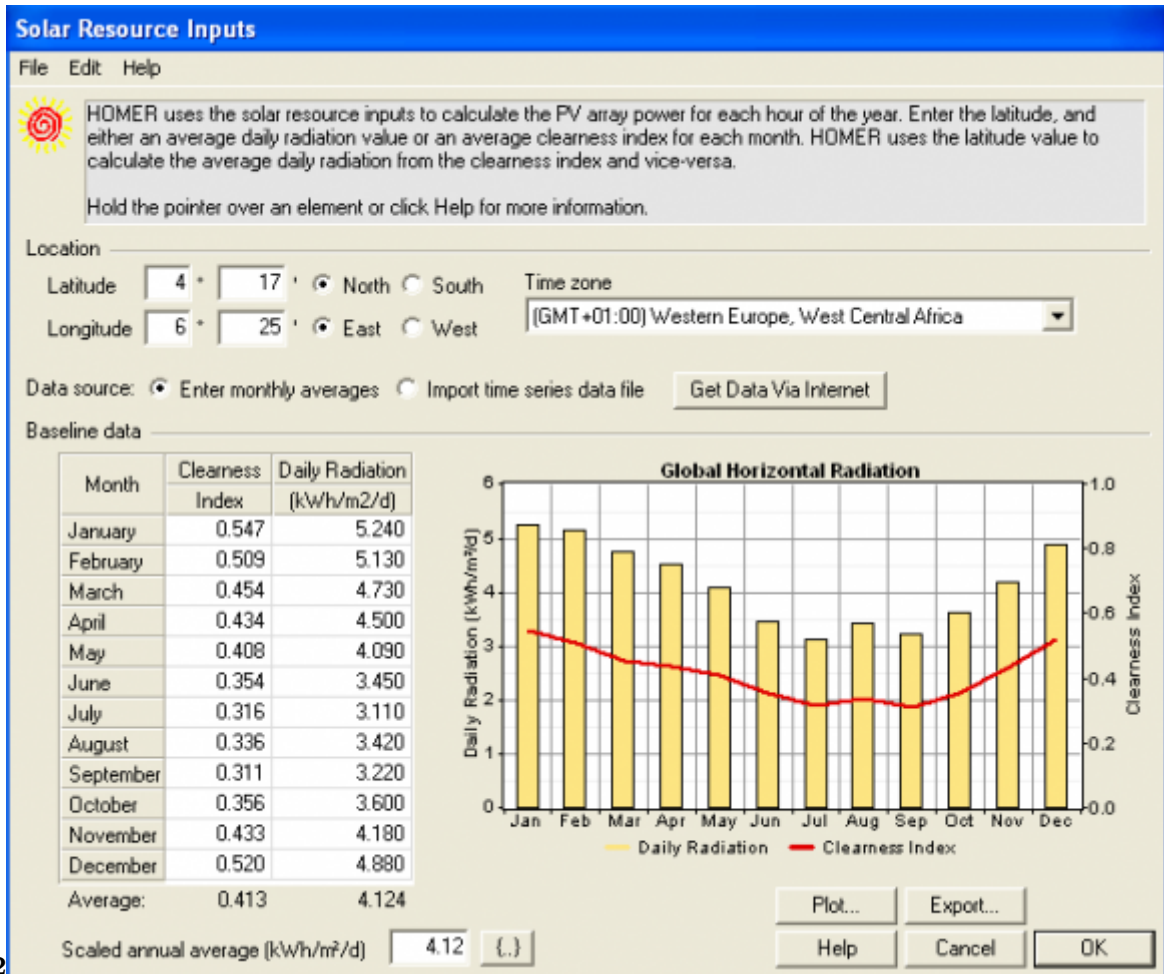 Solar Resource Inputs
File Edit Help
HOMER uses the solar resource inputs to calculate the PV array power for each hour of the year. Enter the latitude, and
either an average daily radiation value or an average clearness index for each month. HOMER uses the latitude value to
calculate the average daily radiation from the clearness index and vice-versa.
Hold the pointer over an element or click Help for more information.
Location
Latitude 4 ° 17 ' North South
Longitude 6 ° 25 ' East West
Time zone
(GMT+01:00) Western Europe, West Central Africa
Data source: Enter monthly averages Import time series data file Get Data Via Internet
Baseline data
Month Clearness Index Daily Radiation (kWh/m2/d)
January 0.547 5.240
February 0.509 5.130
March 0.454 4.730
April 0.434 4.500
May 0.408 4.090
June 0.354 3.450
July 0.316 3.110
August 0.336 3.420
September 0.311 3.220
October 0.356 3.600
November 0.433 4.180
December 0.520 4.880
Average: 0.413 4.124
Scaled annual average (kWh/m²/d) 4.12 {..}
Global Horizontal Radiation
Daily Radiation (kWh/m²/d)
6
5
4
3
2
1
0
1.0
0.8
0.6
0.4
0.2
0.0
Clearness Index
Jan Feb Mar Apr May Jun Jul Aug Sep Oct Nov Dec
Daily Radiation Clearness Index
Plot... Export...
Help Cancel OK
2